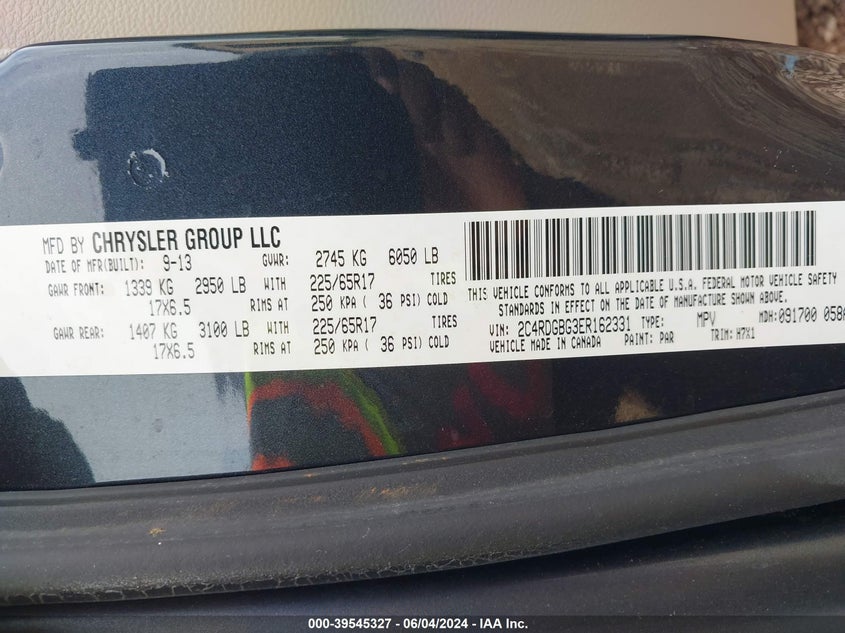 MFD BY CHRYSLER GROUP LLC
DATE OF MFR(BUILT): 9-13 GVWR: 2745 KG 6050 LB
GAWR FRONT: 1339 KG 2950 LB WITH 225/65R17 TIRES
17X6.5 RIMS AT 250 KPA ( 36 PSI) COLD
GAWR REAR: 1407 KG 3100 LB WITH 225/65R17 TIRES
17X6.5 RIMS AT 250 KPA ( 36 PSI) COLD
THIS VEHICLE CONFORMS TO ALL APPLICABLE U.S.A. FEDERAL MOTOR VEHICLE SAFETY
STANDARDS IN EFFECT ON THE DATE OF MANUFACTURE SHOWN ABOVE.
VIN: 2C4RDGBG3ER162331 TYPE: MPV MDH: 091700 058
VEHICLE MADE IN CANADA PAINT: PAR TRIM: H7X1
000-39545327 - 06/04/2024 - IAA Inc.